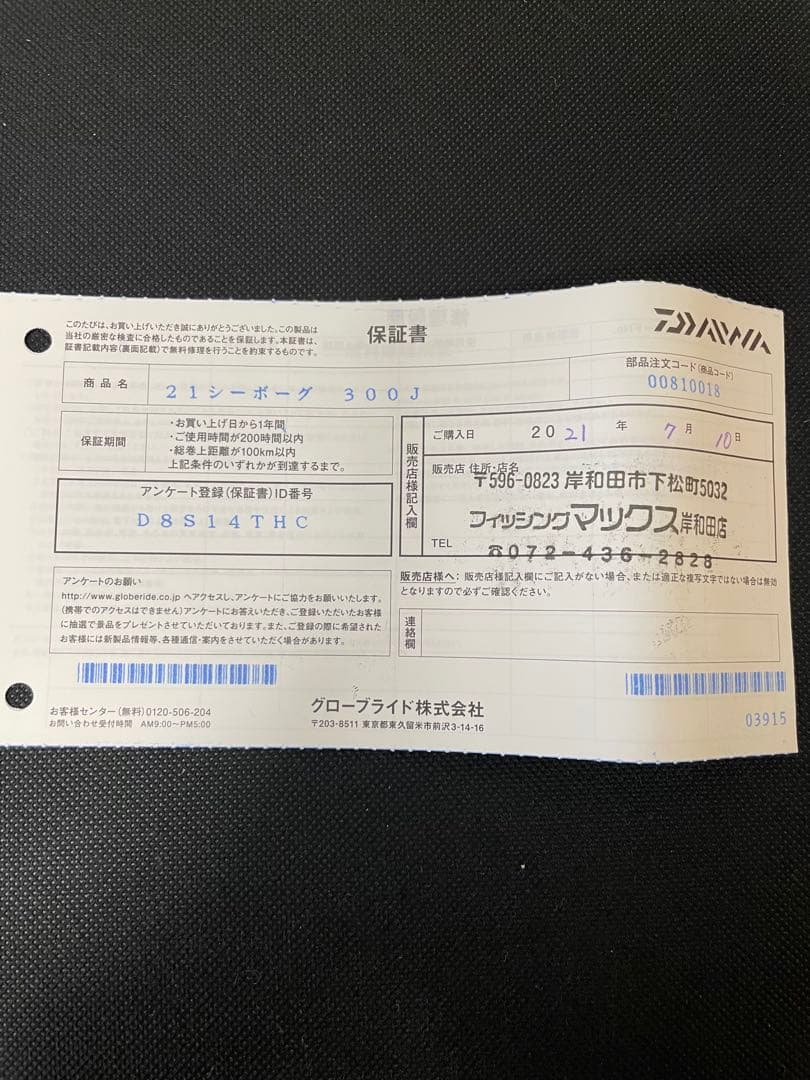 このたびは、お買い上げいただき誠にありがとうございました。この製品は
当社の厳密な検査に合格したものであることを保証します。本証書は、
証書記載内容(裏面記載)で無料修理を行うことを約束するものです。
保証書
DAIWA
商品名
21シーボーグ 300J
部品注文コード(商品コード)
00810018
保証期間
・お買い上げ日から1年間
・ご使用時間が200時間以内
・総巻上距離が100km以内
上記条件のいずれかが到達するまで。
販売店様記入欄
ご購入日
2021年7月10日
販売店 住所・店名
〒596-0823 岸和田市下松町5032
フィッシングマックス岸和田店
TEL
☎072-436-2828
アンケート登録(保証書)ID番号
D8S14THC
販売店様へ:販売店様記入欄にご記入がない場合、または適正な複写文字ではない場合は無効
となりますので必ずご確認ください。
アンケートのお願い
http://www.globeride.co.jp へアクセスし、アンケートにご協力をお願いいたします。
(携帯でのアクセスはできません)アンケートにお答えいただき、ご登録いただいたお客様
に抽選で景品をプレゼントさせていただいております。また、ご登録の際に希望された
お客様には新製品情報等、各種通信・案内をさせていただく場合があります。
連絡欄
お客様センター(無料)0120-506-204
お問い合わせ受付時間 AM9:00〜PM5:00
グローブライド株式会社
〒203-8511 東京都東久留米市前沢3-14-16
03915